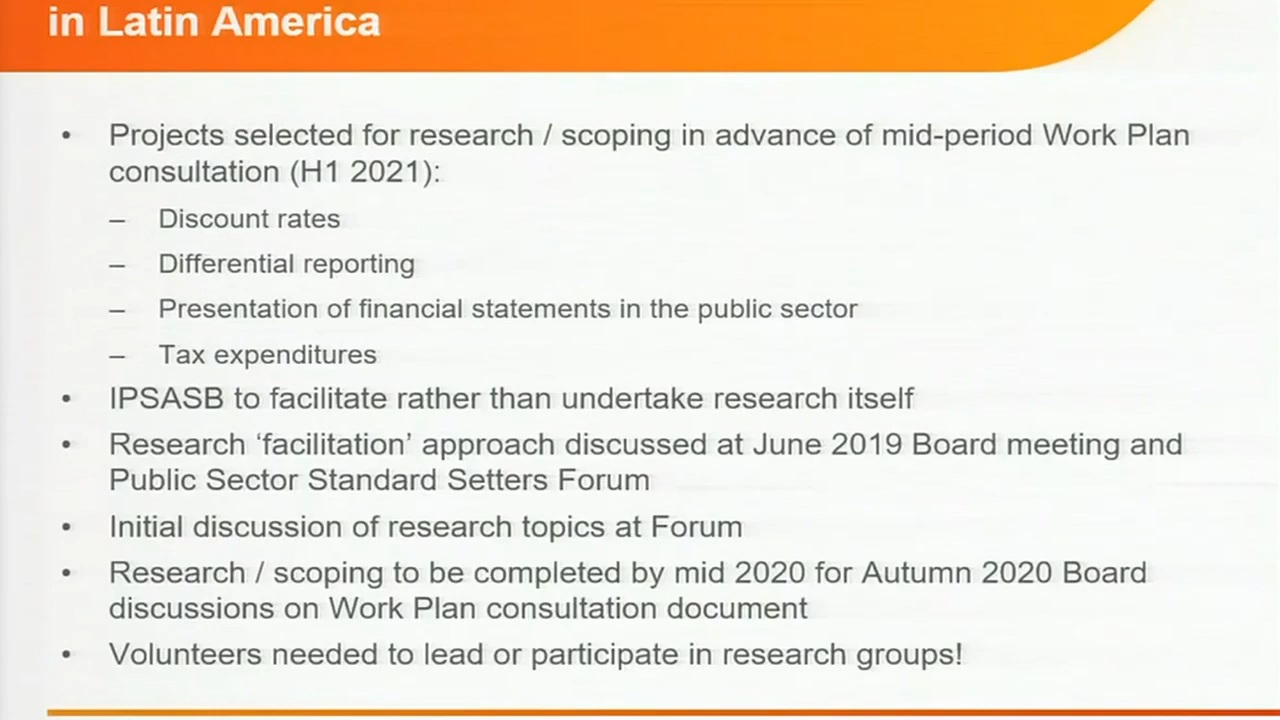 in Latin America
• Projects selected for research / scoping in advance of mid-period Work Plan
consultation (H1 2021):
– Discount rates
– Differential reporting
– Presentation of financial statements in the public sector
– Tax expenditures
• IPSASB to facilitate rather than undertake research itself
• Research ‘facilitation’ approach discussed at June 2019 Board meeting and
Public Sector Standard Setters Forum
• Initial discussion of research topics at Forum
• Research / scoping to be completed by mid 2020 for Autumn 2020 Board
discussions on Work Plan consultation document
• Volunteers needed to lead or participate in research groups!